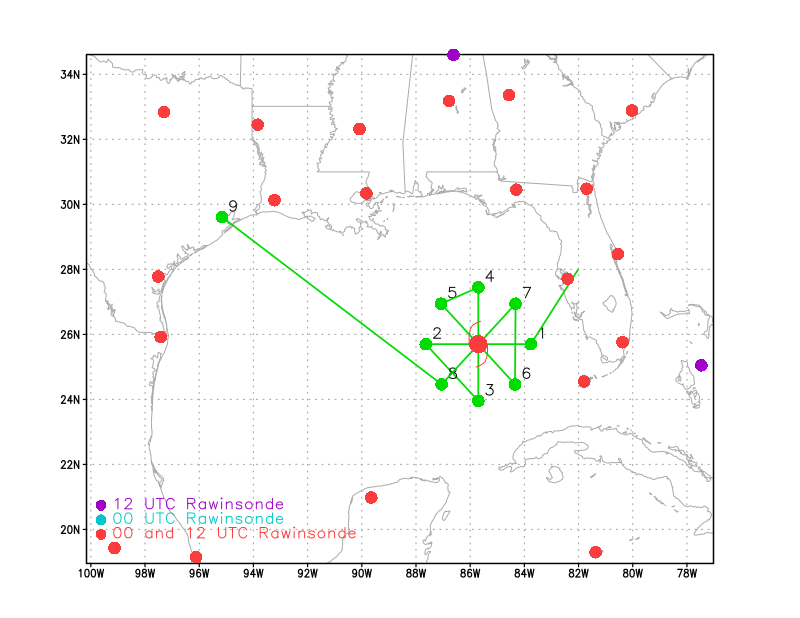 34N
32N
30N
28N
26N
24N
22N
20N
9
4
5
7
2
1
8
6
3
12 UTC Rawinsonde
00 UTC Rawinsonde
00 and 12 UTC Rawinsonde
100W 98W 96W 94W 92W 90W 88W 86W 84W 82W 80W 78W